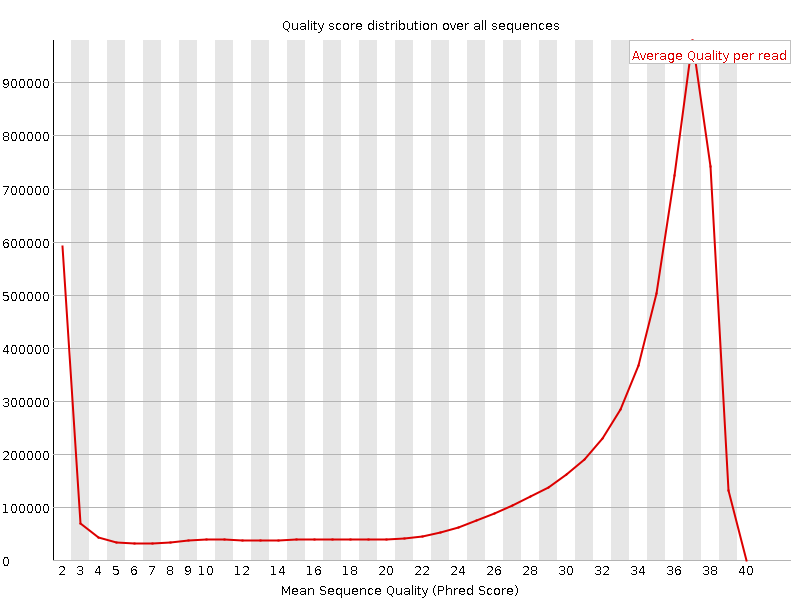 Quality score distribution over all sequences
Average Quality per read
900000
800000
700000
600000
500000
400000
300000
200000
100000
0
2 3 4 5 6 7 8 9 10 12 14 16 18 20 22 24 26 28 30 32 34 36 38 40
Mean Sequence Quality (Phred Score)